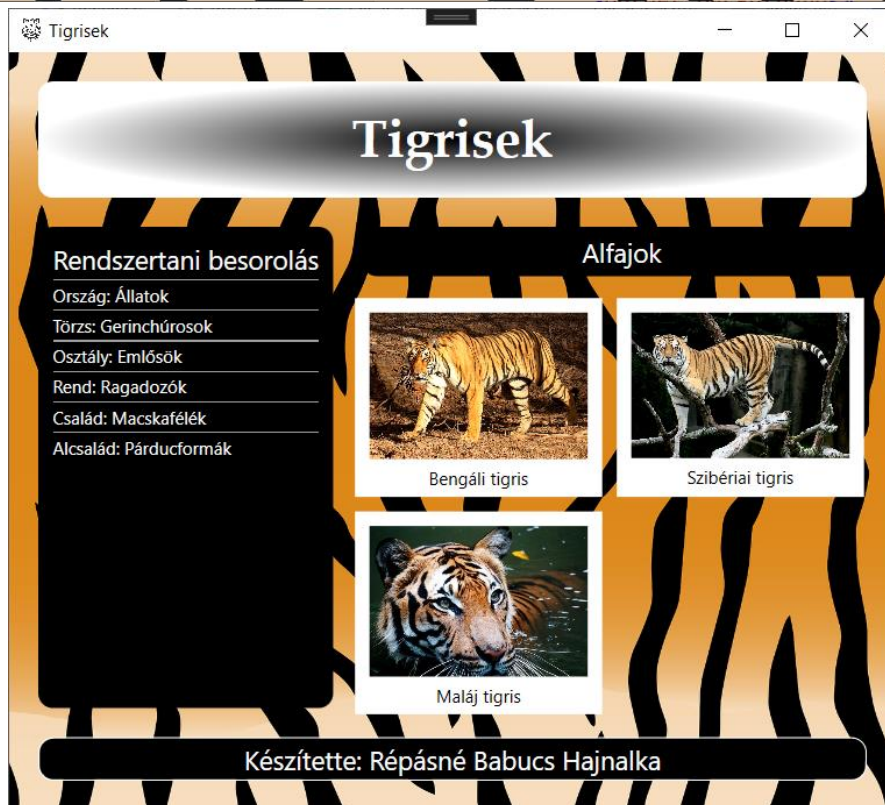 Tigrisek
Tigrisek
Rendszertani besorolás
Ország: Állatok
Törzs: Gerinchúrosok
Osztály: Emlősök
Rend: Ragadozók
Család: Macskafélék
Alcsalád: Párducformák
Alfajok
Bengáli tigris
Szibériai tigris
Maláj tigris
Készítette: Répásné Babucs Hajnalka